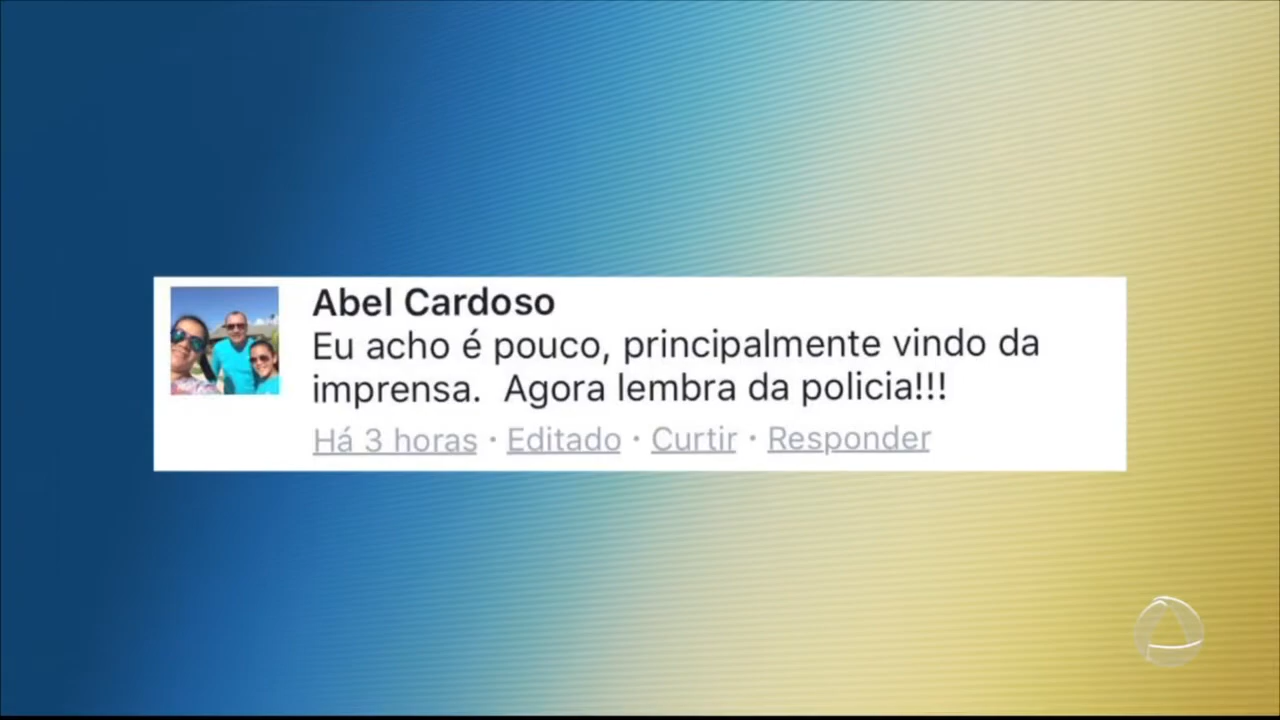 Abel Cardoso
Eu acho é pouco, principalmente vindo da
imprensa. Agora lembra da policia!!!
Há 3 horas · Editado · Curtir · Responder